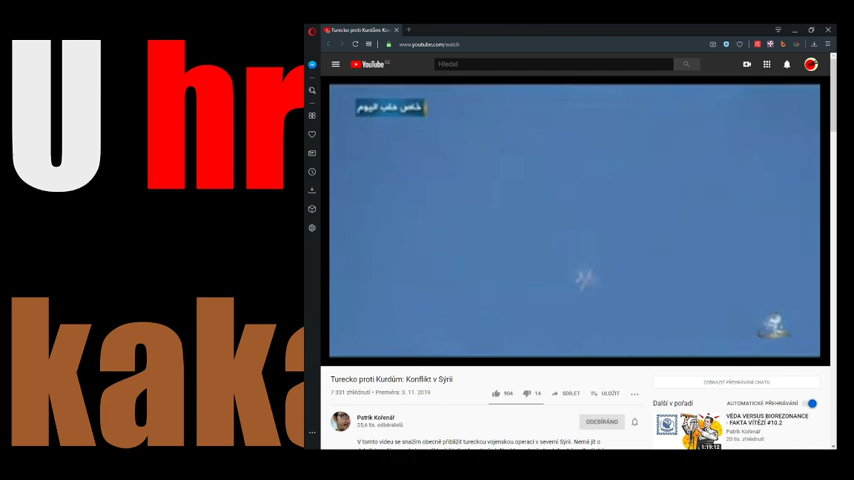 U hr
kaka
Turecko proti Kurdům: Kon
www.youtube.com/watch
YouTube CZ
Hledat
خاص حلب اليوم
Turecko proti Kurdům: Konflikt v Sýrii
7 331 zhlédnutí • Premiéra: 3. 11. 2019
904
14
SDÍLET
ULOŽIT
Patrik Kořenář
25,6 tis. odběratelů
ODEBÍRÁNO
V tomto videu se snažím obecně přiblížit tureckou vojenskou operaci v severní Sýrii. Nemá jít o
ZOBRAZIT PŘEHRÁVÁNÍ CHATU
Další v pořadí
AUTOMATICKÉ PŘEHRÁVÁNÍ
VĚDA VERSUS BIOREZONANCE
- FAKTA VÍTĚZÍ #10.2
Patrik Kořenář
20 tis. zhlédnutí
1:19:12